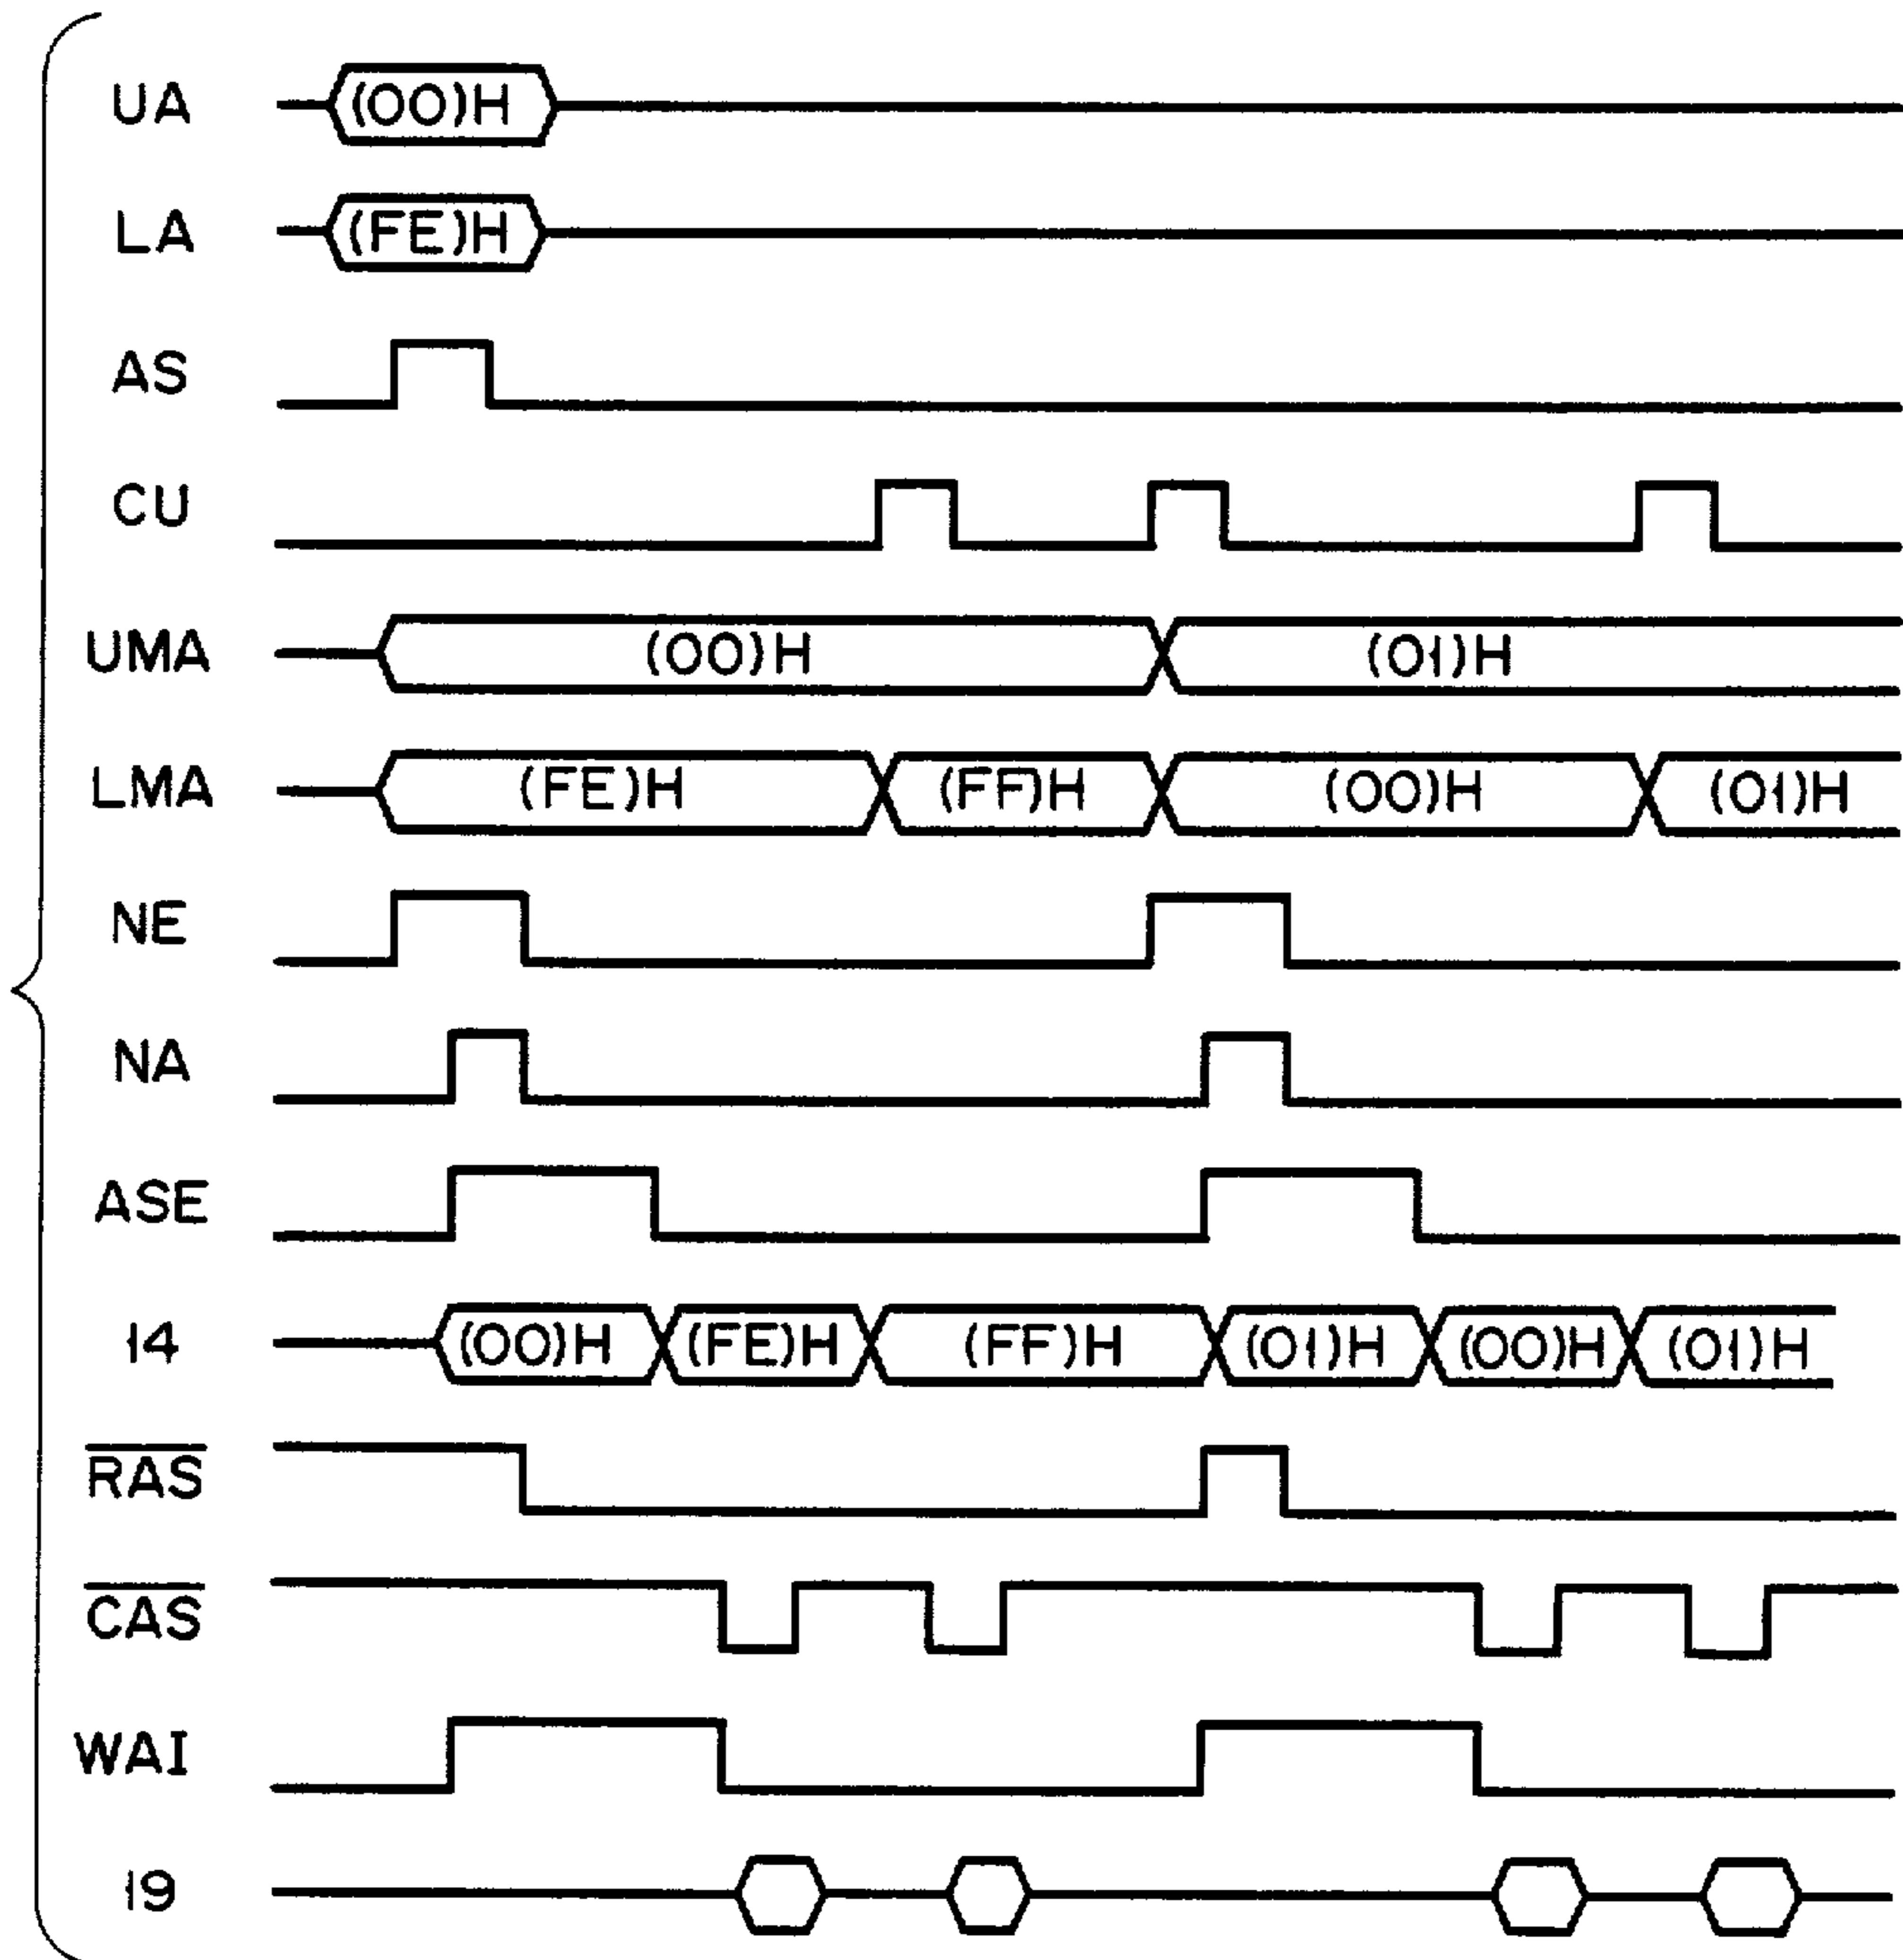 UA (00)H
LA (FE)H
AS
CU
UMA (00)H (01)H
LMA (FE)H (FF)H (00)H (01)H
NE
NA
ASE
14 (00)H (FE)H (FF)H (01)H (00)H (01)H
RAS
CAS
WAI
19